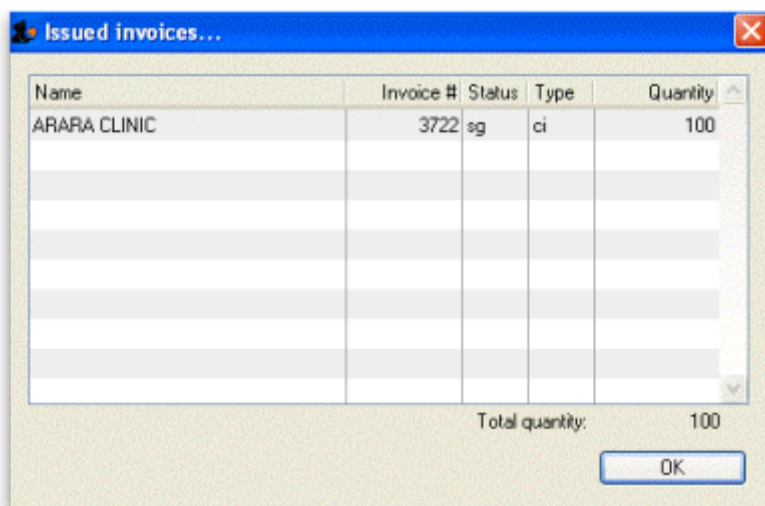 Issued invoices...
Name Invoice # Status Type Quantity
ARARA CLINIC 3722 sg ci 100
Total quantity: 100
OK